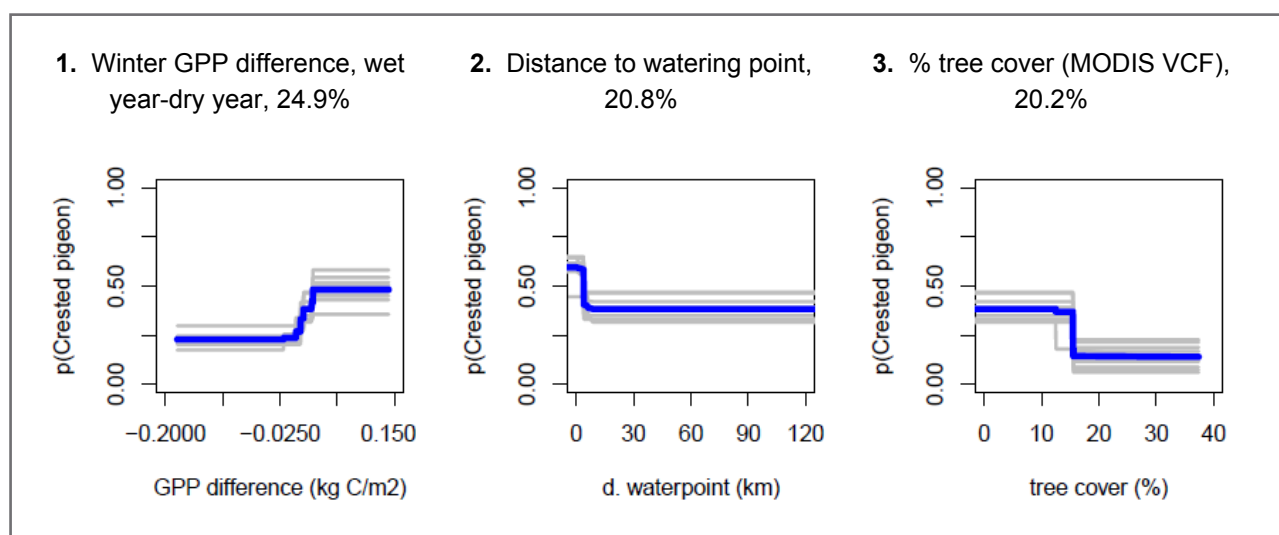 1. Winter GPP difference, wet
year-dry year, 24.9%
2. Distance to watering point,
20.8%
3. % tree cover (MODIS VCF),
20.2%
p(Crested pigeon)
1.00
0.50
0.00
−0.2000 −0.0250 0.150
GPP difference (kg C/m2)
p(Crested pigeon)
1.00
0.50
0.00
0 30 60 90 120
d. waterpoint (km)
p(Crested pigeon)
1.00
0.50
0.00
0 10 20 30 40
tree cover (%)